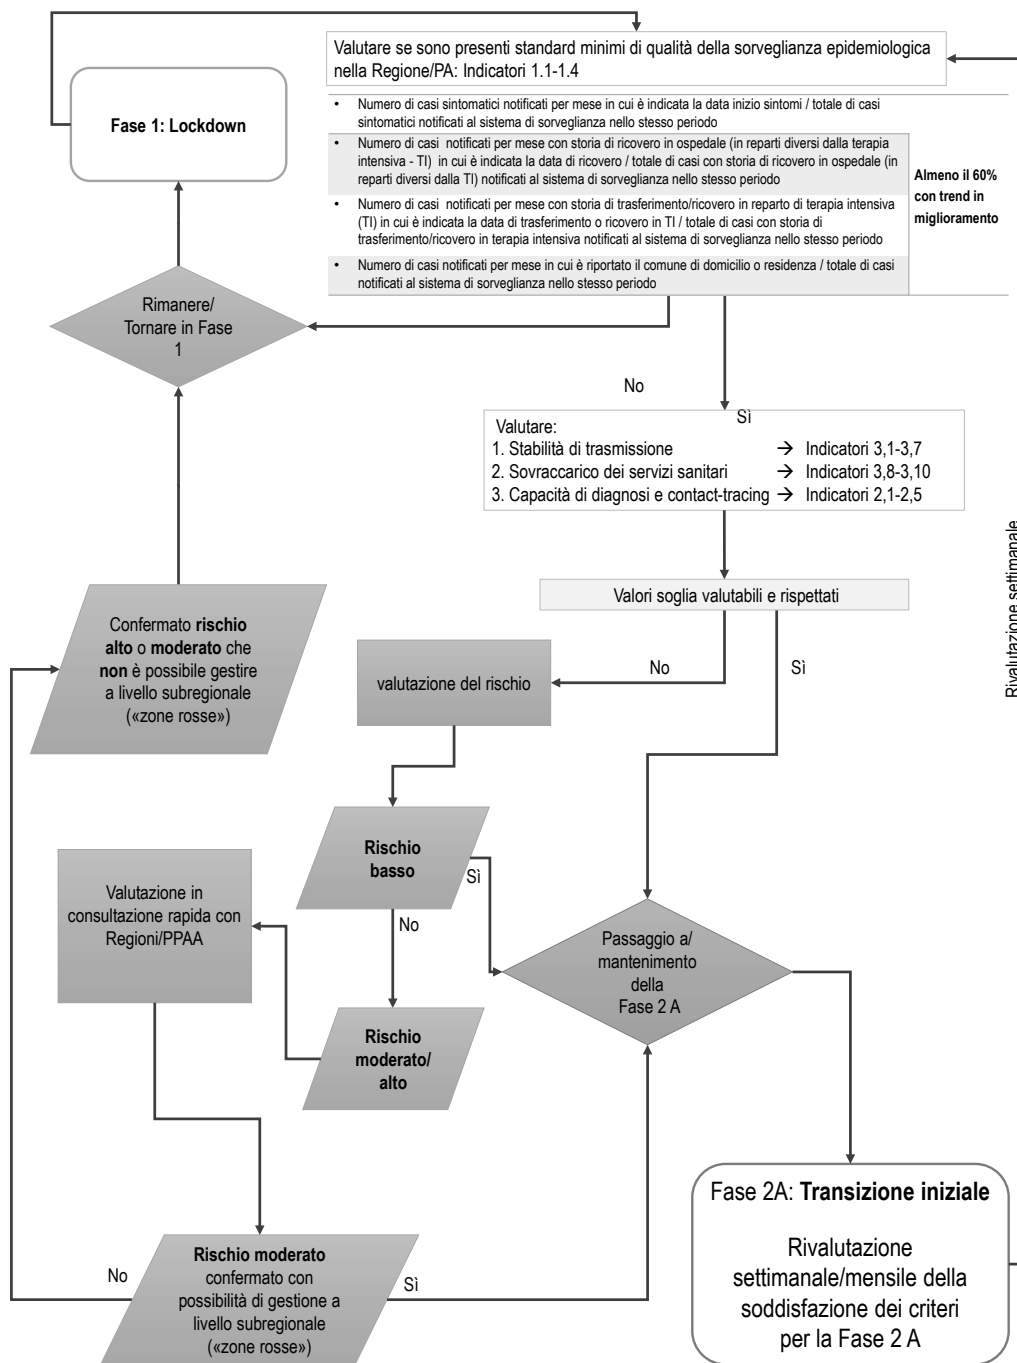 Valutare se sono presenti standard minimi di qualità della sorveglianza epidemiologica
nella Regione/PA: Indicatori 1.1-1.4
Fase 1: Lockdown
• Numero di casi sintomatici notificati per mese in cui è indicata la data inizio sintomi / totale di casi
sintomatici notificati al sistema di sorveglianza nello stesso periodo
• Numero di casi notificati per mese con storia di ricovero in ospedale (in reparti diversi dalla terapia
intensiva - TI) in cui è indicata la data di ricovero / totale di casi con storia di ricovero in ospedale (in
reparti diversi dalla TI) notificati al sistema di sorveglianza nello stesso periodo
• Numero di casi notificati per mese con storia di trasferimento/ricovero in reparto di terapia intensiva
(TI) in cui è indicata la data di trasferimento o ricovero in TI / totale di casi con storia di
trasferimento/ricovero in terapia intensiva notificati al sistema di sorveglianza nello stesso periodo
• Numero di casi notificati per mese in cui è riportato il comune di domicilio o residenza / totale di casi
notificati al sistema di sorveglianza nello stesso periodo
Almeno il 60%
con trend in
miglioramento
Rimanere/
Tornare in Fase
1
No
Sì
Valutare:
1. Stabilità di trasmissione → Indicatori 3,1-3,7
2. Sovraccarico dei servizi sanitari → Indicatori 3,8-3,10
3. Capacità di diagnosi e contact-tracing → Indicatori 2,1-2,5
Rivalutazione settimanale
Valori soglia valutabili e rispettati
Confermato rischio
alto o moderato che
non è possibile gestire
a livello subregionale
(«zone rosse»)
No
Sì
valutazione del rischio
Rischio
basso
Sì
No
Valutazione in
consultazione rapida con
Regioni/PPAA
Passaggio a/
mantenimento
della
Fase 2 A
Rischio
moderato/
alto
Fase 2A: Transizione iniziale
Rivalutazione
settimanale/mensile della
soddisfazione dei criteri
per la Fase 2 A
No
Rischio moderato
confermato con
possibilità di gestione a
livello subregionale
(«zone rosse»)
Sì